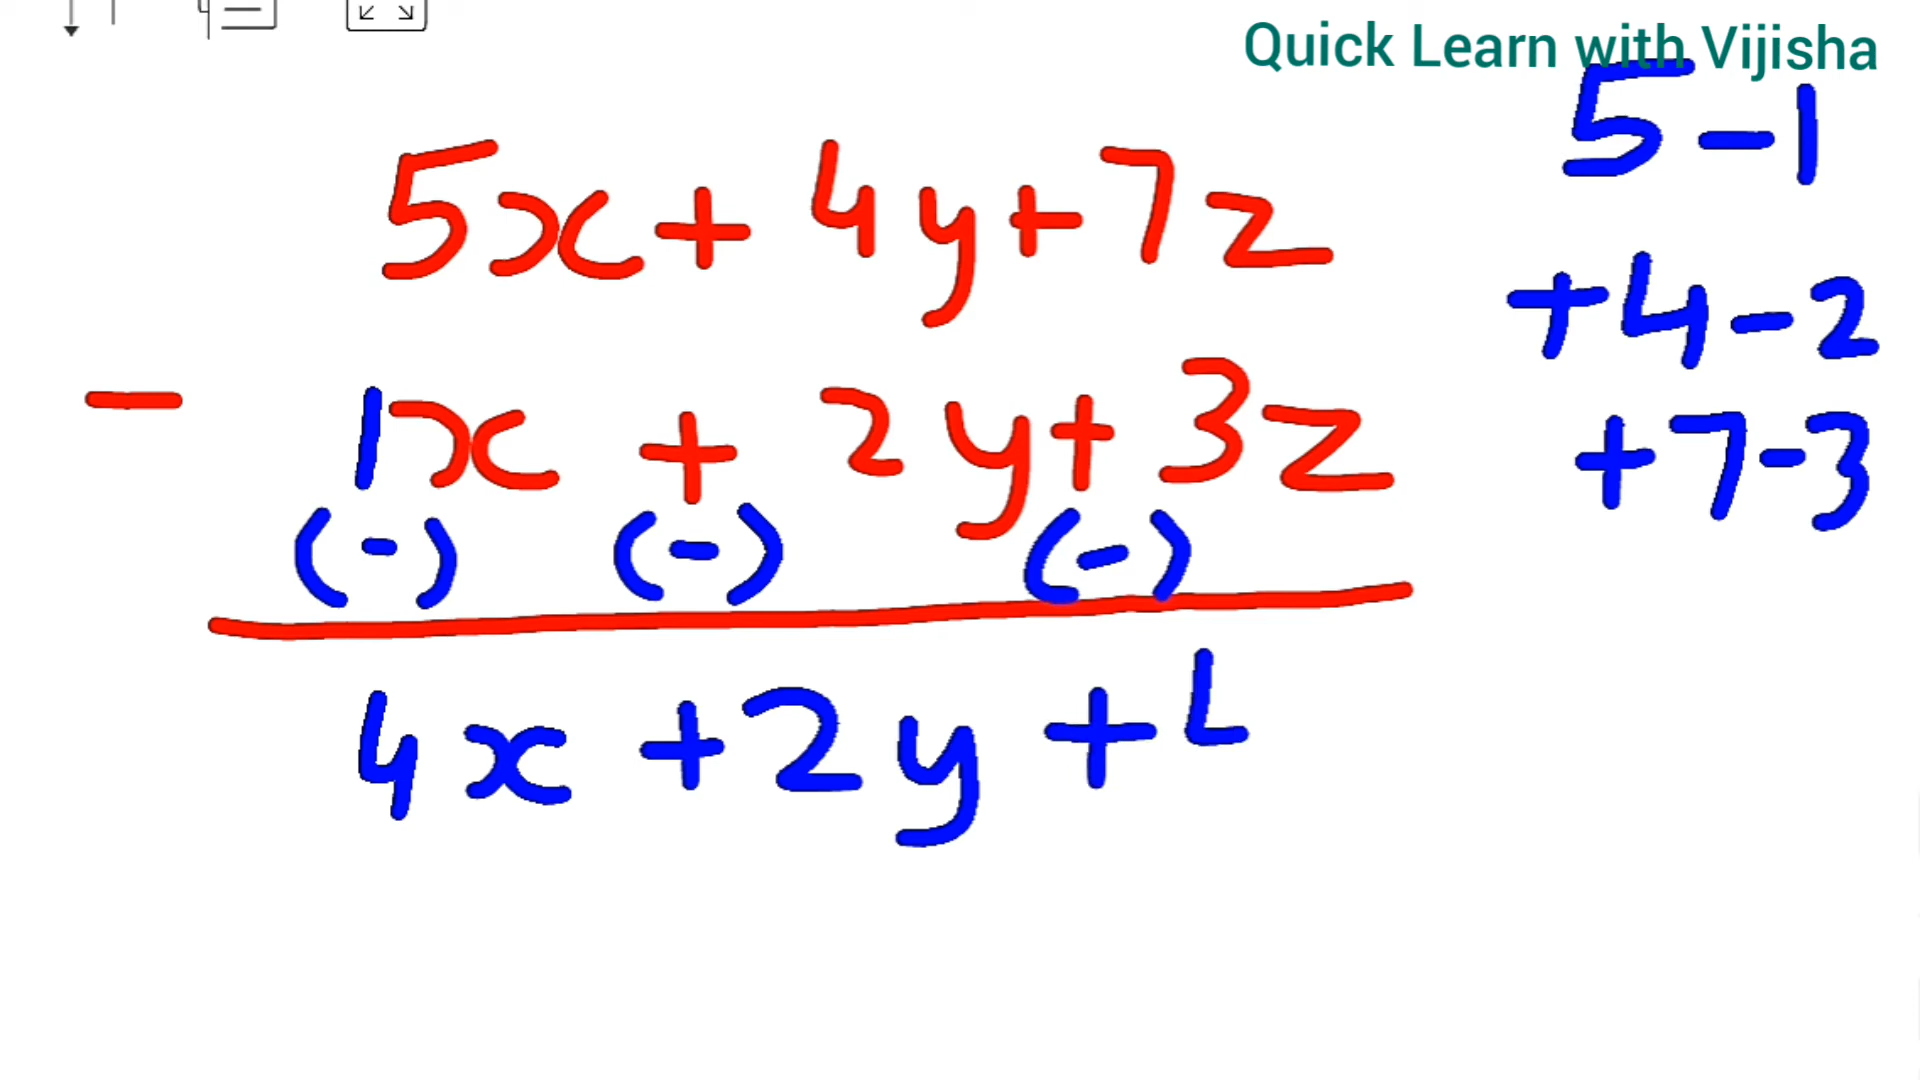 Quick Learn with Vijisha
5x + 4y + 7z
5 - 1
+ 4 - 2
- 1x + 2y + 3z
+ 7 - 3
(-) (-) (-)
4x + 2y +